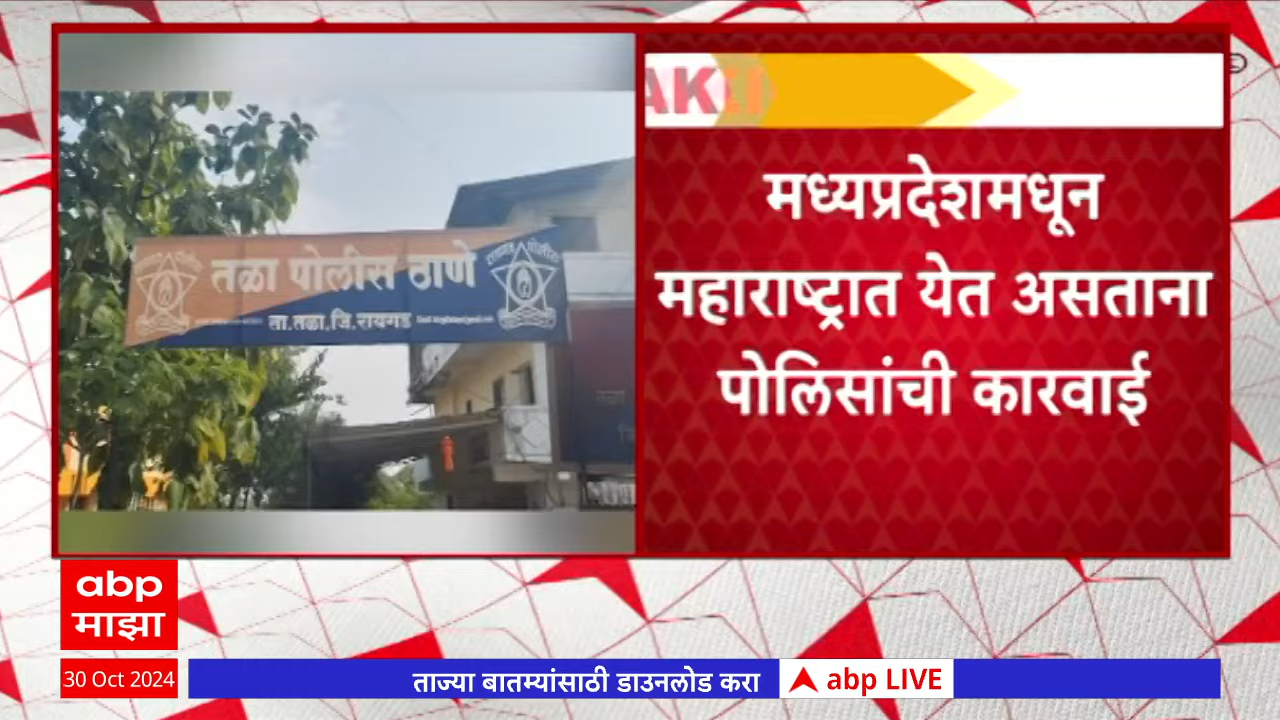 तळा पोलीस ठाणे
ता.तळा.जि.रायगड
मध्यप्रदेशमधून
महाराष्ट्रात येत असताना
पोलिसांची कारवाई
abp
माझा
30 Oct 2024
ताज्या बातम्यांसाठी डाउनलोड करा
abp LIVE